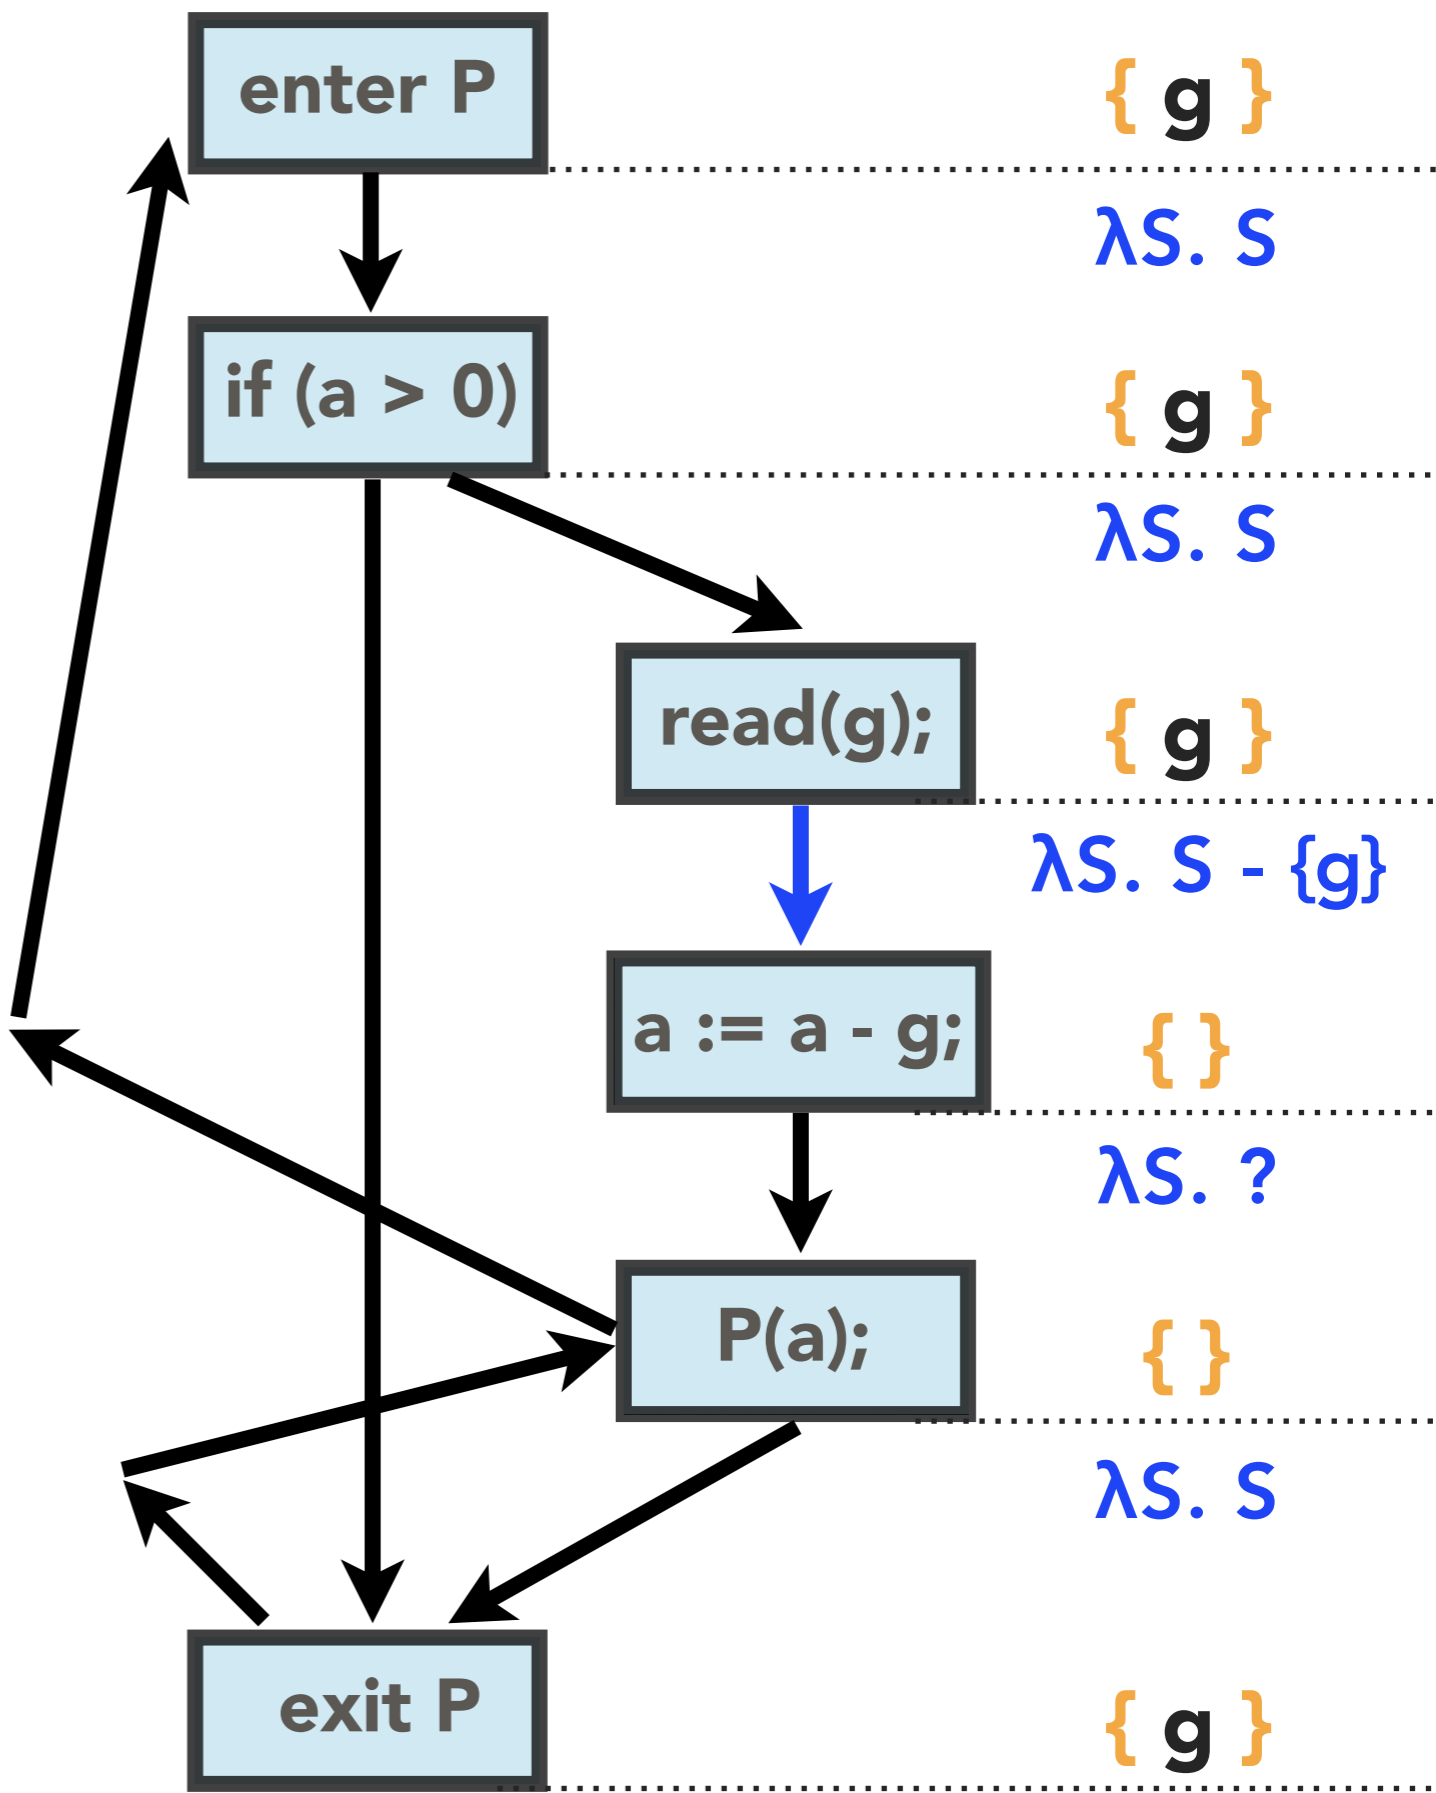 enter P
{ g }
λS. S
if (a > 0)
{ g }
λS. S
read(g);
{ g }
λS. S - {g}
a := a - g;
{ }
λS. ?
P(a);
{ }
λS. S
exit P
{ g }